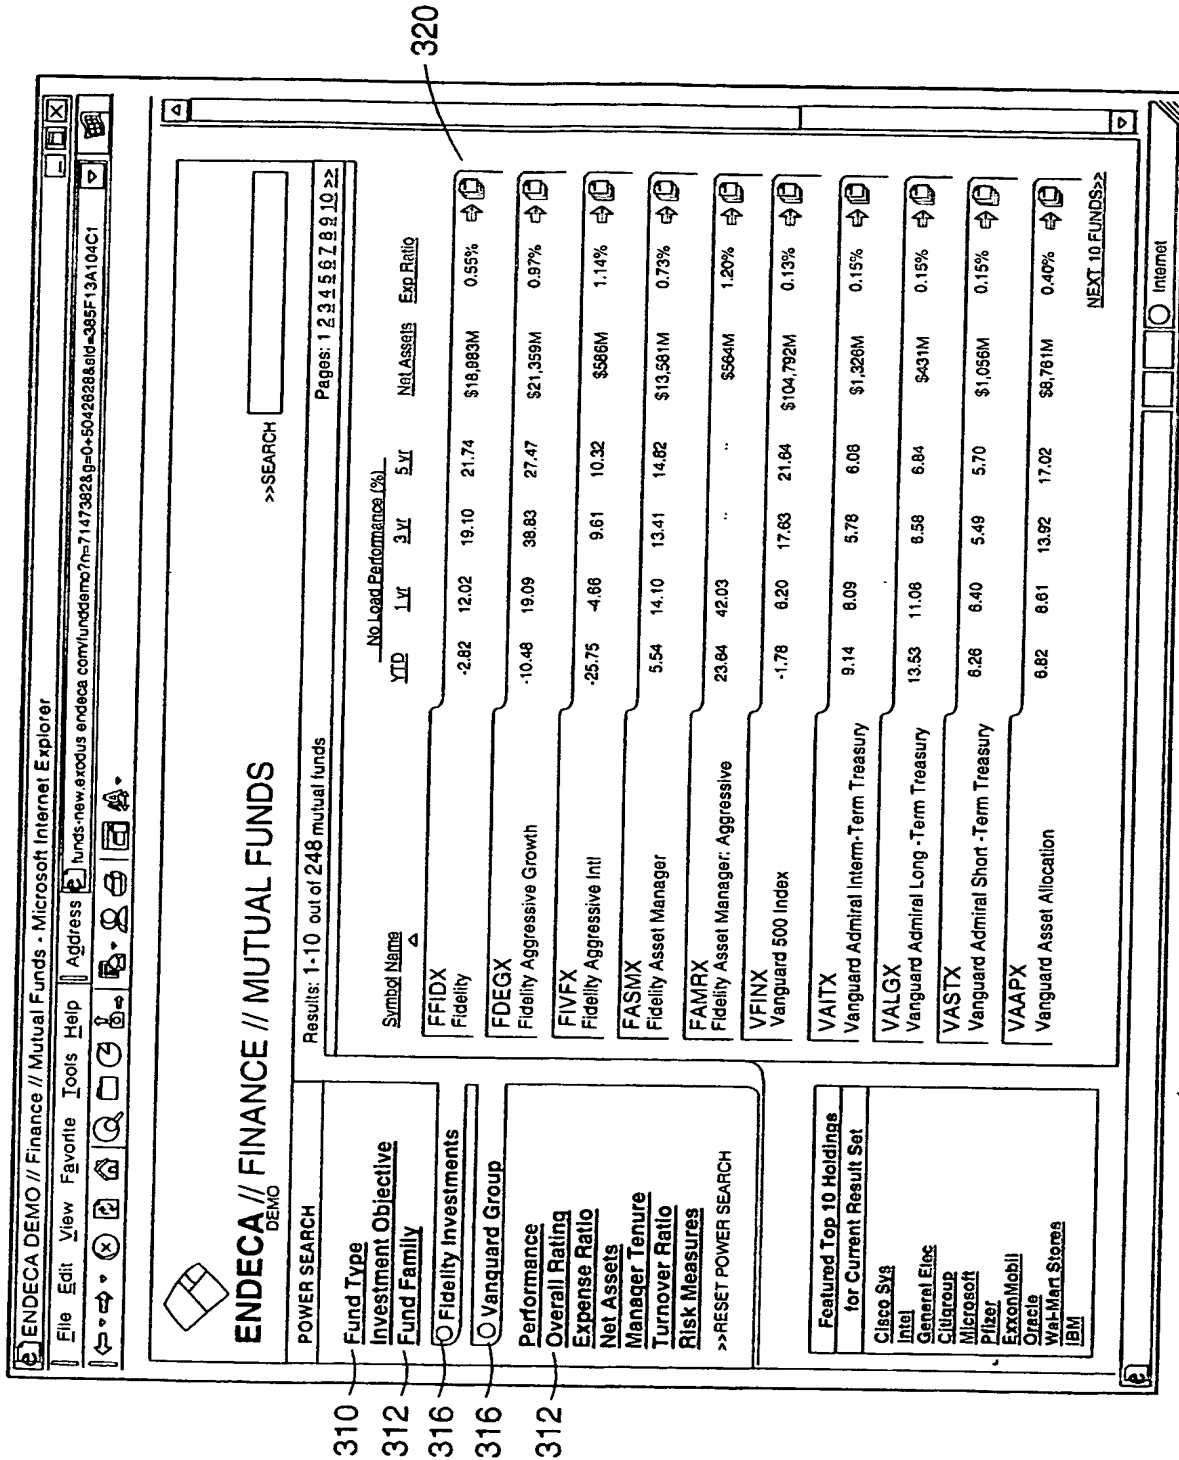 ENDECA DEMO // Finance // Mutual Funds - Microsoft Internet Explorer
File Edit View Favorite Tools Help
Address funds-new.exodus endeca com/funddemo?n=7147382&g=0+5042628&sid=385F13A104C1
ENDECA // FINANCE // MUTUAL FUNDS
DEMO
>>SEARCH
POWER SEARCH
Results: 1-10 out of 248 mutual funds
Pages: 1 2 3 4 5 6 7 8 9 10 >>
310
Fund Type
Investment Objective
312
Fund Family
316
Fidelity Investments
316
Vanguard Group
Performance
312
Overall Rating
Expense Ratio
Net Assets
Manager Tenure
Turnover Ratio
Risk Measures
>>RESET POWER SEARCH
Featured Top 10 Holdings
for Current Result Set
Cisco Sys
Intel
General Elec
Citigroup
Microsoft
Pfizer
ExxonMobil
Oracle
Wal-Mart Stores
IBM
No Load Performance (%)
Symbol Name YTD 1 yr 3 yr 5 yr Net Assets Exp Ratio
320
FFIDX
Fidelity -2.82 12.02 19.10 21.74 $18,983M 0.55%
FDEGX
Fidelity Aggressive Growth -10.48 19.09 38.83 27.47 $21,359M 0.97%
FIVFX
Fidelity Aggressive Intl -25.75 -4.66 9.61 10.32 $586M 1.14%
FASMX
Fidelity Asset Manager 5.54 14.10 13.41 14.82 $13,581M 0.73%
FAMRX
Fidelity Asset Manager: Aggressive 23.64 42.03 .. .. $564M 1.20%
VFINX
Vanguard 500 Index -1.78 6.20 17.63 21.64 $104,792M 0.13%
VAITX
Vanguard Admiral Interm-Term Treasury 9.14 8.09 5.78 6.08 $1,326M 0.15%
VALGX
Vanguard Admiral Long -Term Treasury 13.53 11.08 6.58 6.84 $431M 0.15%
VASTX
Vanguard Admiral Short -Term Treasury 6.26 6.40 5.49 5.70 $1,056M 0.15%
VAAPX
Vanguard Asset Allocation 6.82 8.61 13.92 17.02 $8,761M 0.40%
NEXT 10 FUNDS>>
Internet